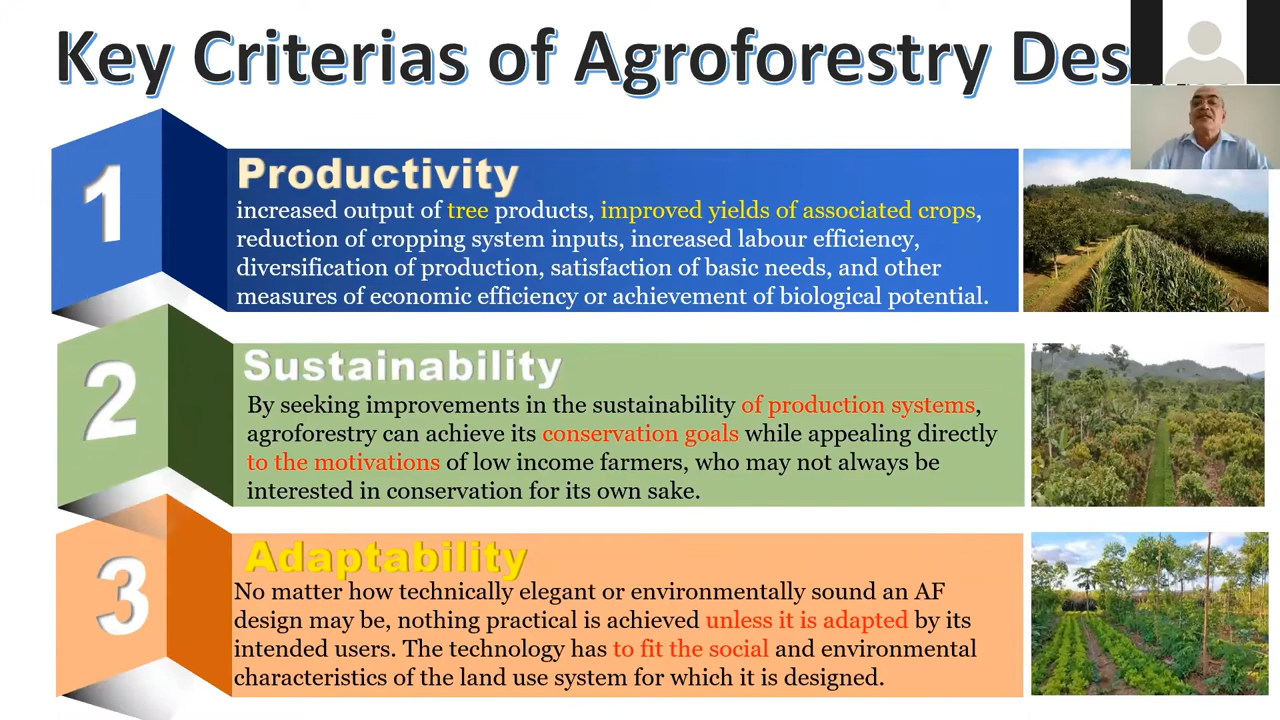 Key Criterias of Agroforestry Des
1
Productivity
increased output of tree products, improved yields of associated crops,
reduction of cropping system inputs, increased labour efficiency,
diversification of production, satisfaction of basic needs, and other
measures of economic efficiency or achievement of biological potential.
2
Sustainability
By seeking improvements in the sustainability of production systems,
agroforestry can achieve its conservation goals while appealing directly
to the motivations of low income farmers, who may not always be
interested in conservation for its own sake.
3
Adaptability
No matter how technically elegant or environmentally sound an AF
design may be, nothing practical is achieved unless it is adapted by its
intended users. The technology has to fit the social and environmental
characteristics of the land use system for which it is designed.